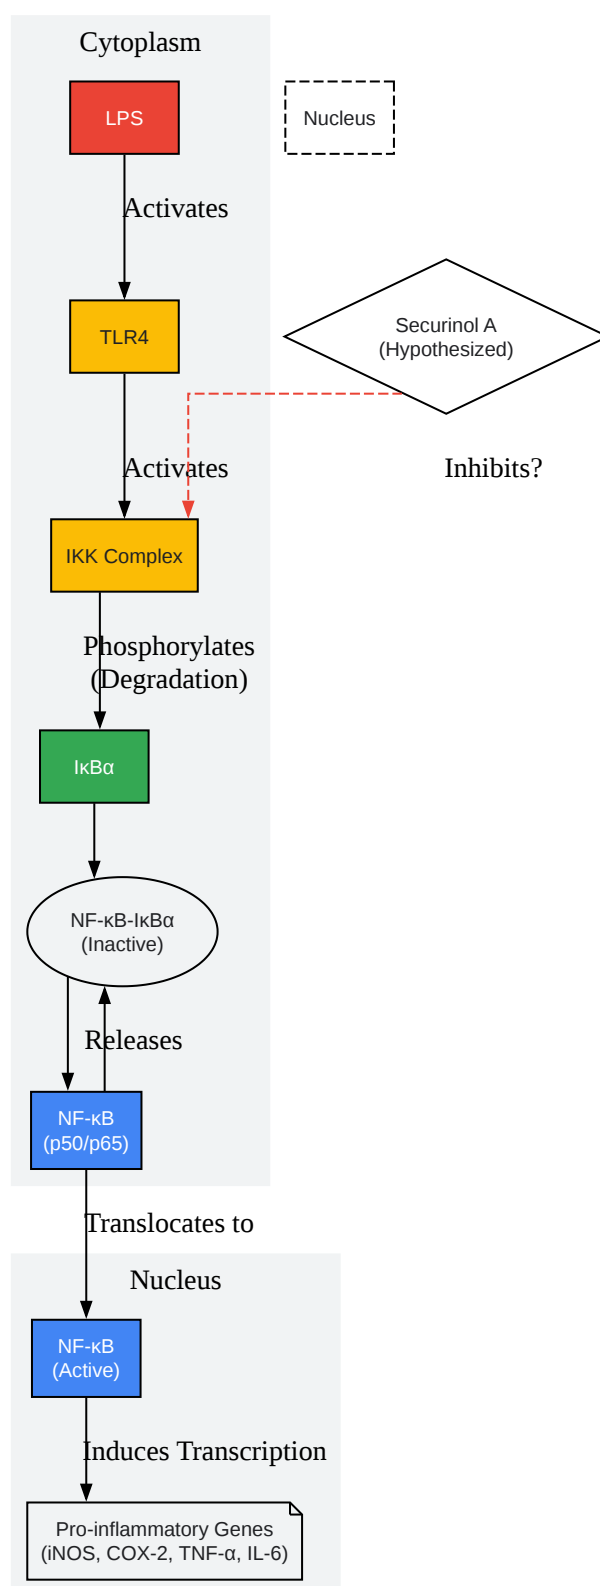 Cytoplasm
LPS
Nucleus
Activates
Securinol A
(Hypothesized)
TLR4
Activates
Inhibits?
IKK Complex
Phosphorylates
(Degradation)
IκBα
NF-κB-IκBα
(Inactive)
Releases
NF-κB
(p50/p65)
Translocates to
Nucleus
NF-κB
(Active)
Induces Transcription
Pro-inflammatory Genes
(iNOS, COX-2, TNF-α, IL-6)